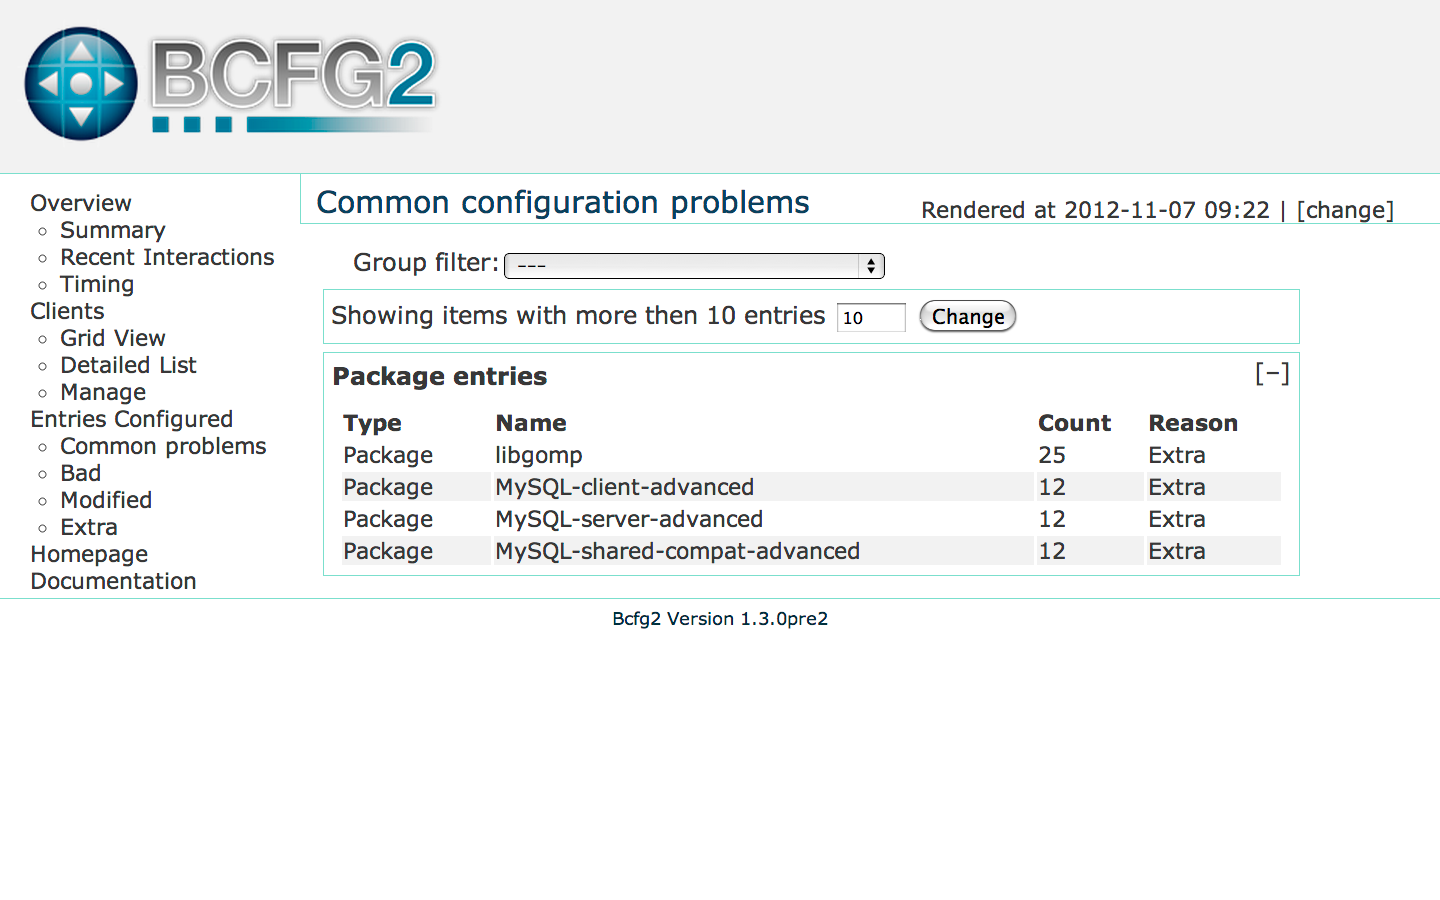 BCFG2
Overview
Summary
Recent Interactions
Timing
Clients
Grid View
Detailed List
Manage
Entries Configured
Common problems
Bad
Modified
Extra
Homepage
Documentation
Common configuration problems
Rendered at 2012-11-07 09:22 | [change]
Group filter: ---
Showing items with more then 10 entries 10 Change
Package entries [−]
Type Name Count Reason
Package libgomp 25 Extra
Package MySQL-client-advanced 12 Extra
Package MySQL-server-advanced 12 Extra
Package MySQL-shared-compat-advanced 12 Extra
Bcfg2 Version 1.3.0pre2